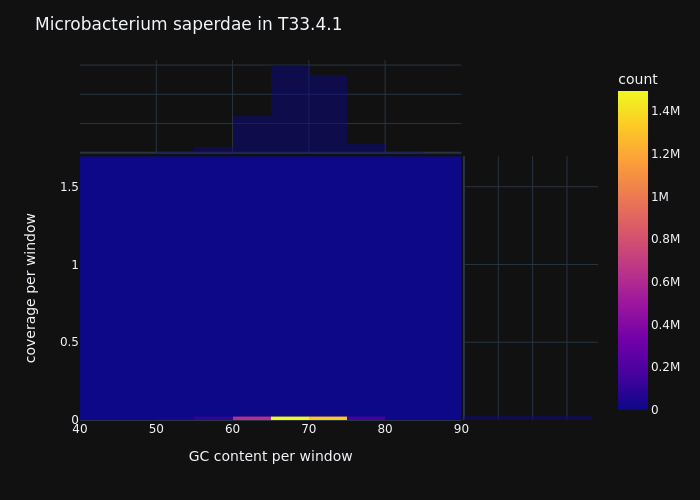 Microbacterium saperdae in T33.4.1
count
1.4M
1.2M
1M
0.8M
0.6M
0.4M
0.2M
0
coverage per window
1.5
1
0.5
0
40 50 60 70 80 90
GC content per window